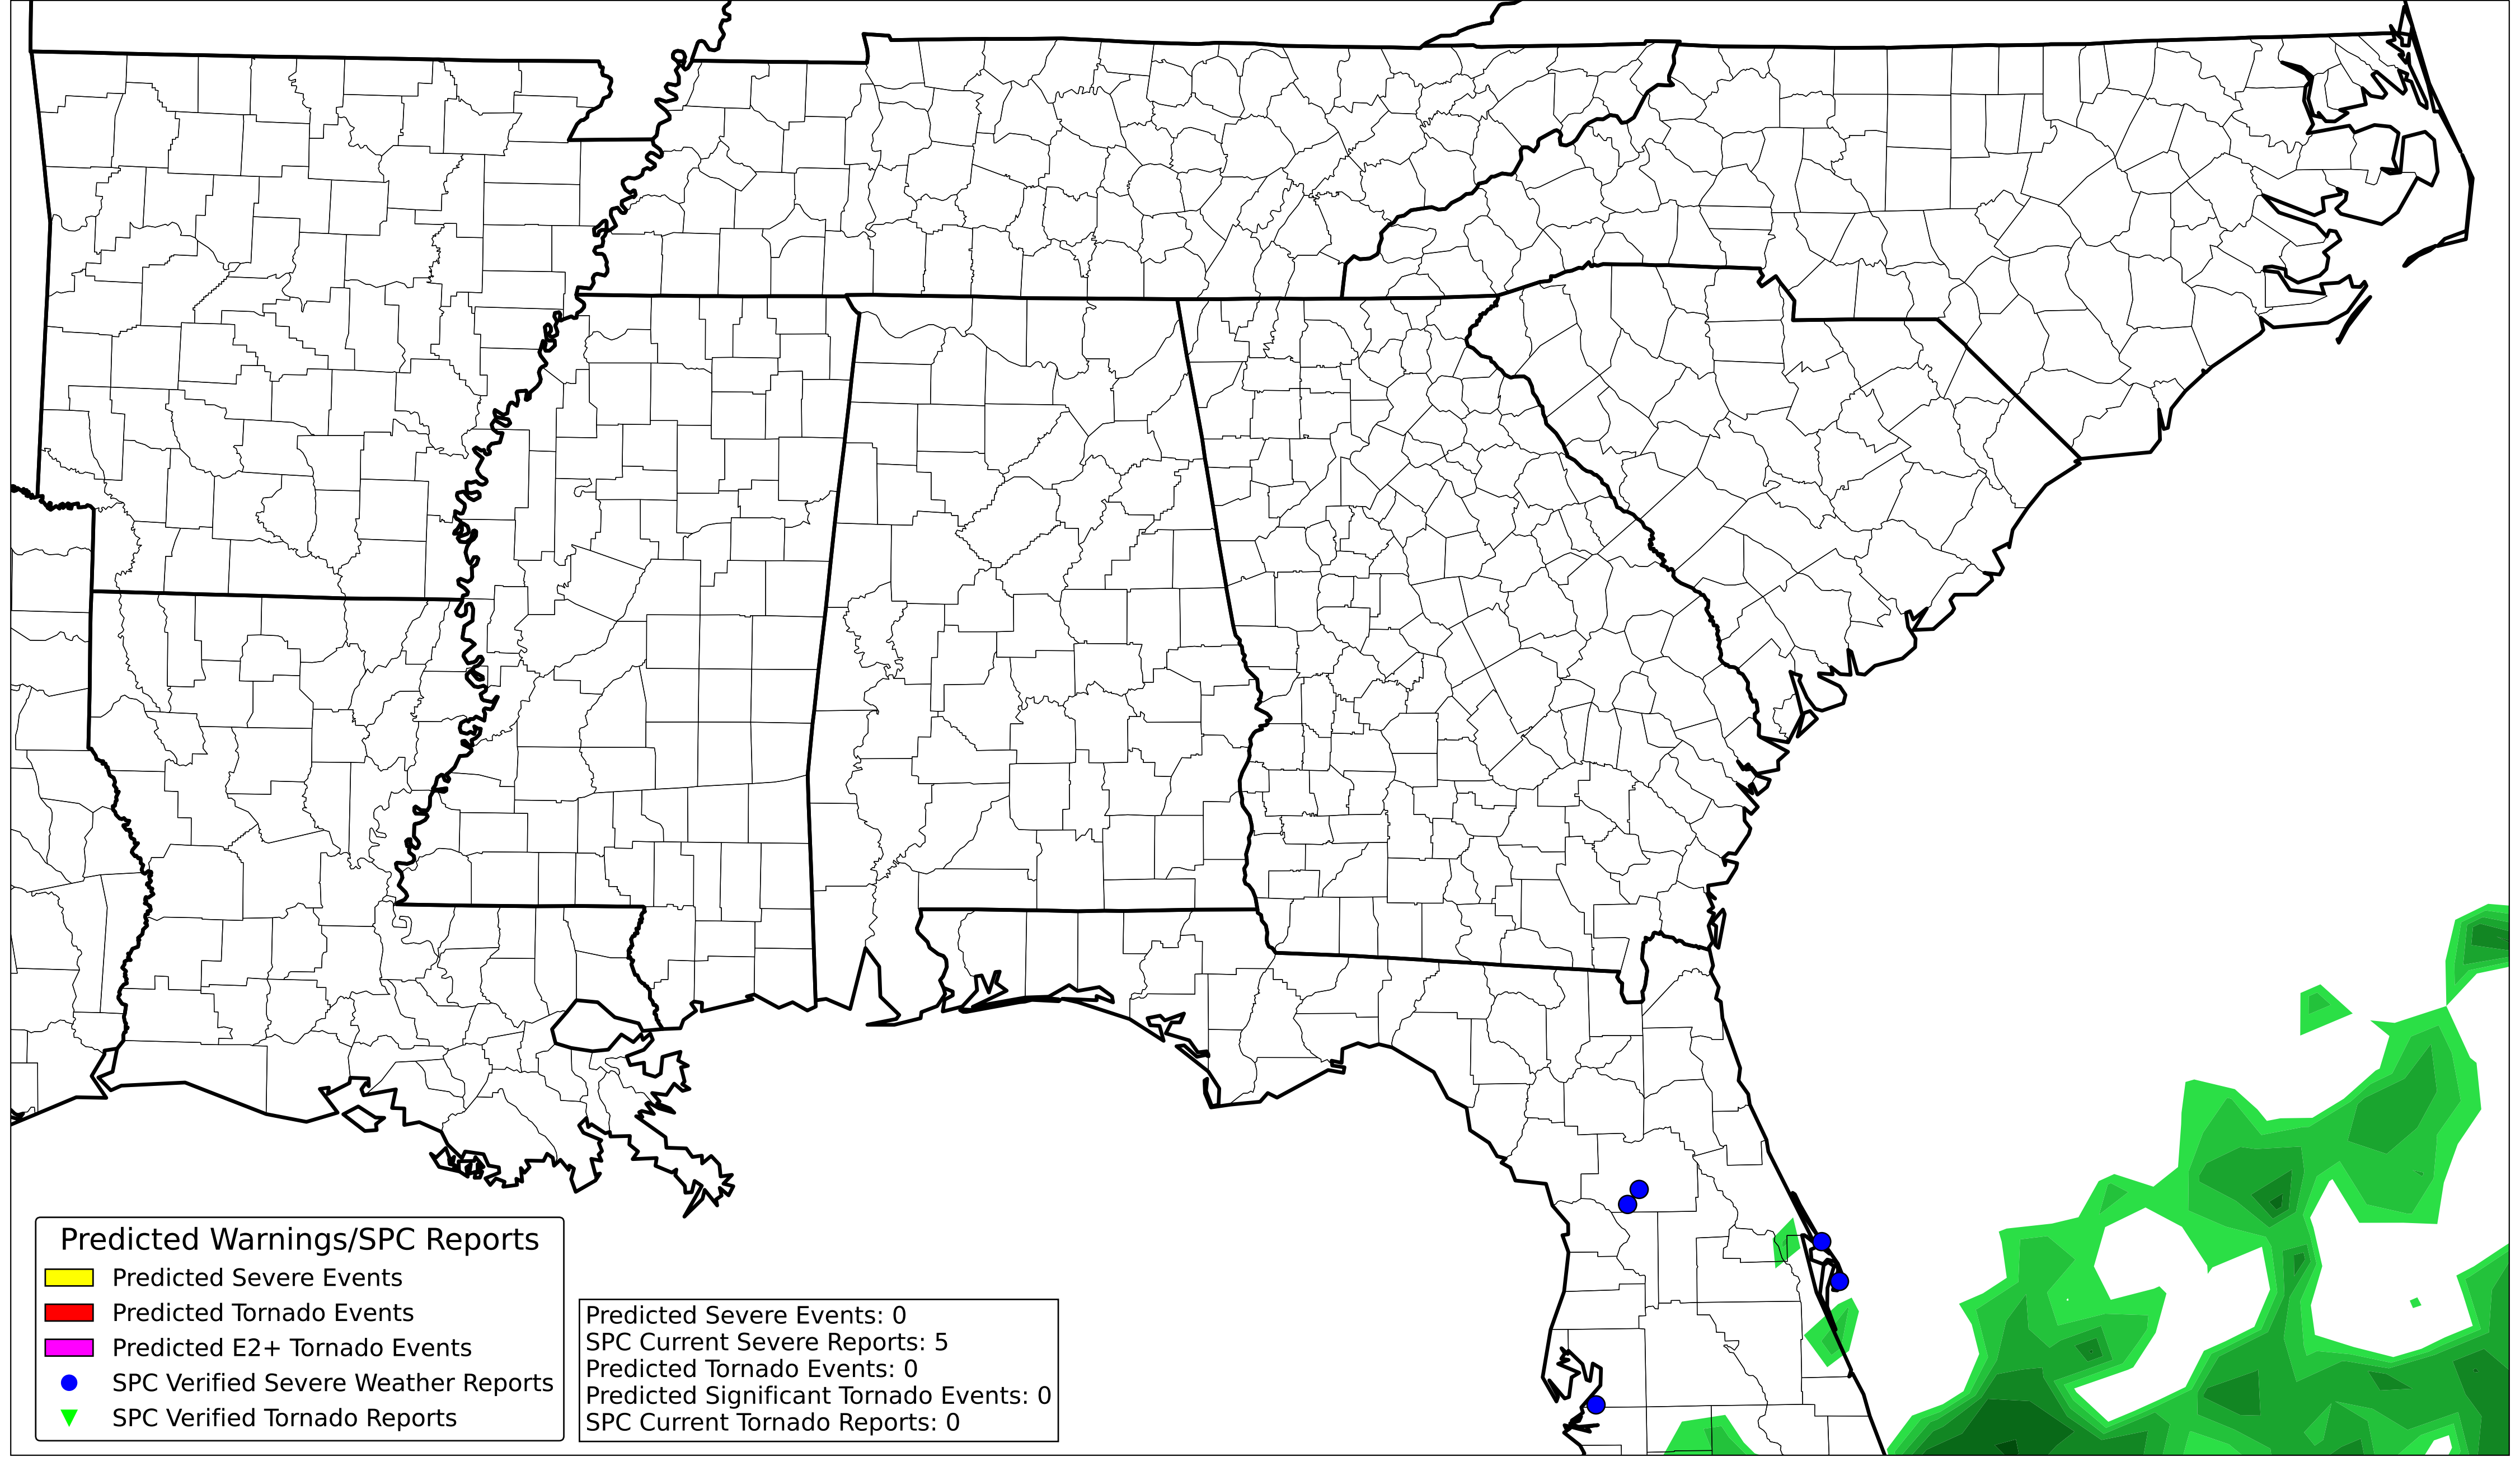 Predicted Warnings/SPC Reports
Predicted Severe Events
Predicted Tornado Events
Predicted E2+ Tornado Events
SPC Verified Severe Weather Reports
SPC Verified Tornado Reports
Predicted Severe Events: 0
SPC Current Severe Reports: 5
Predicted Tornado Events: 0
Predicted Significant Tornado Events: 0
SPC Current Tornado Reports: 0